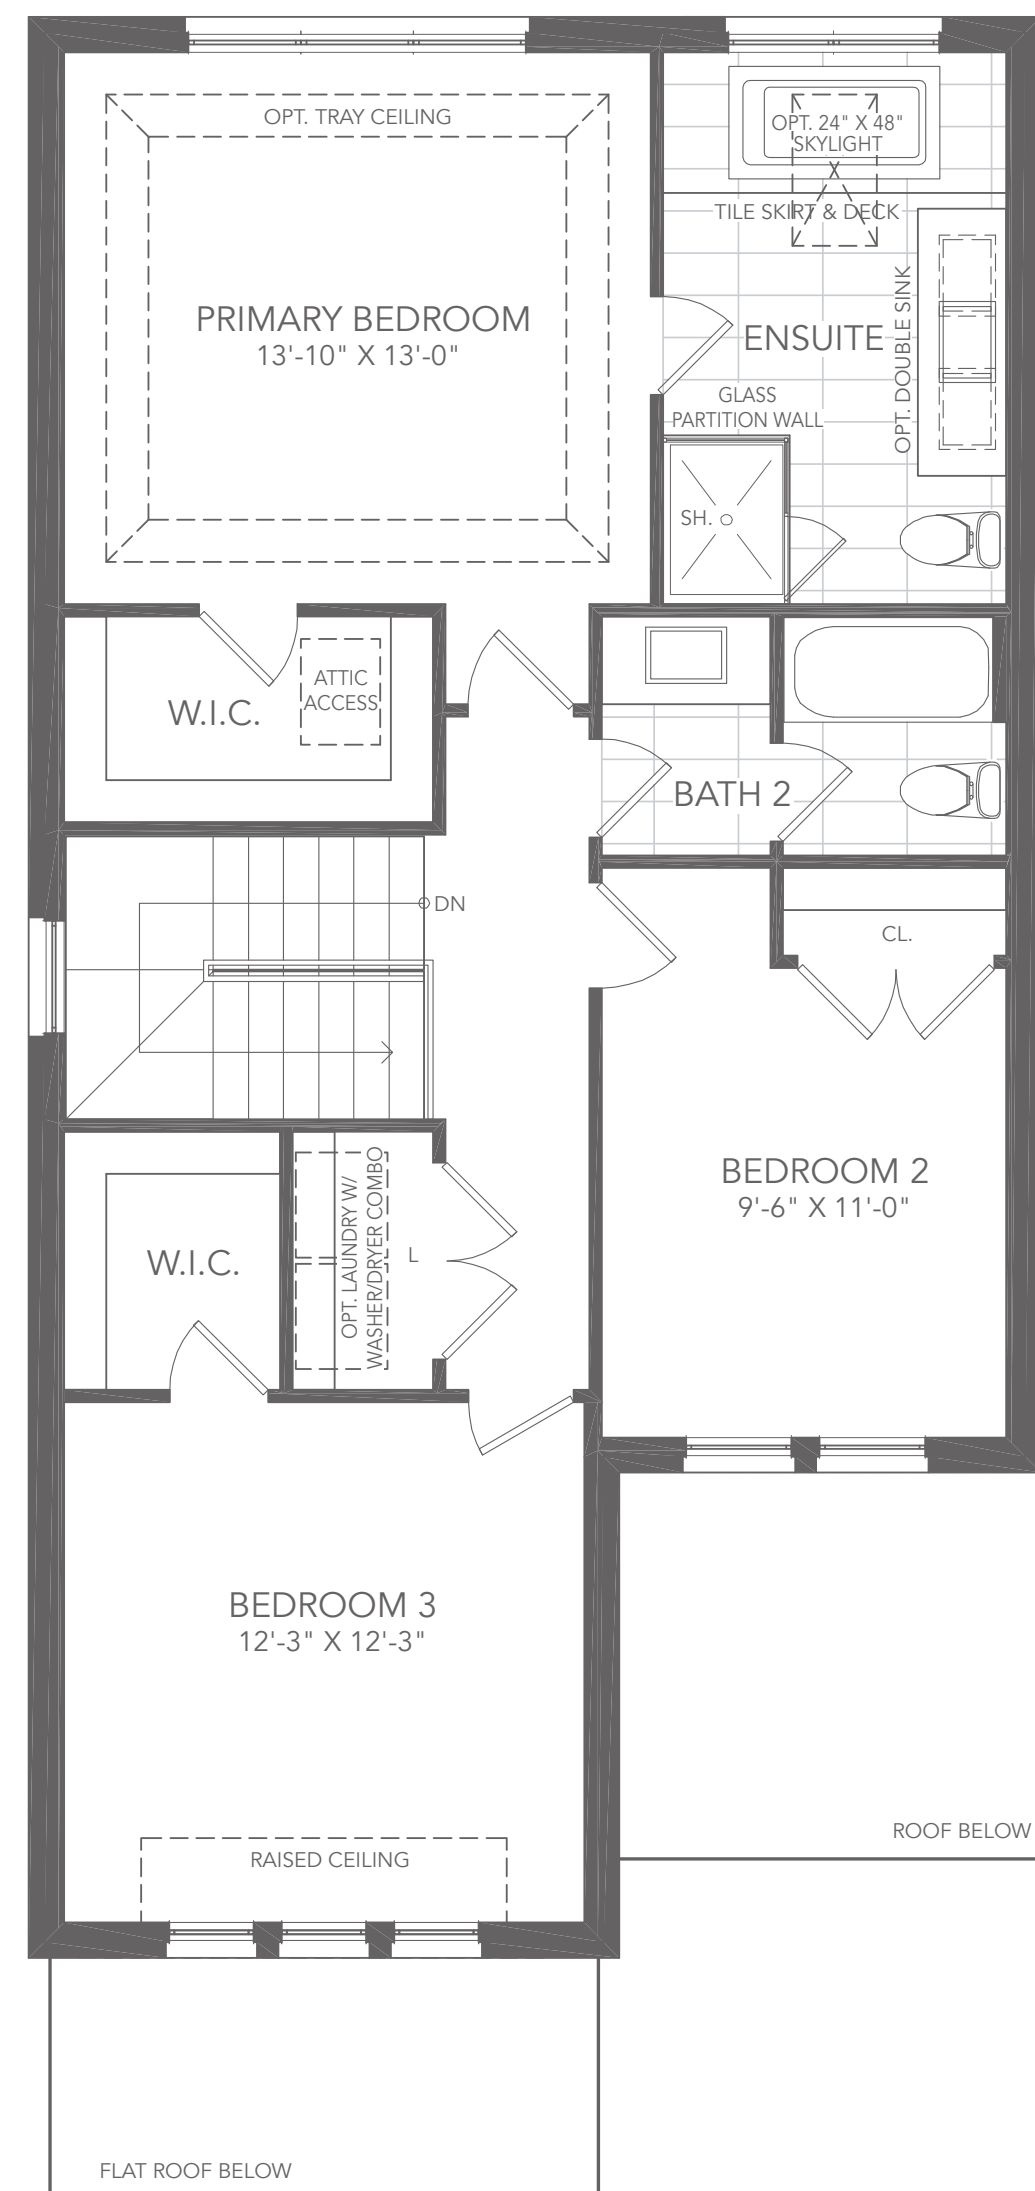 OPT. TRAY CEILING
OPT. 24" X 48"
SKYLIGHT
TILE SKIRT & DECK
PRIMARY BEDROOM
13'-10" X 13'-0"
ENSUITE
OPT. DOUBLE SINK
GLASS
PARTITION WALL
SH.
W.I.C.
ATTIC
ACCESS
BATH 2
DN
CL.
BEDROOM 2
9'-6" X 11'-0"
W.I.C.
OPT. LAUNDRY W/
WASHER/DRYER COMBO
L
BEDROOM 3
12'-3" X 12'-3"
ROOF BELOW
RAISED CEILING
FLAT ROOF BELOW